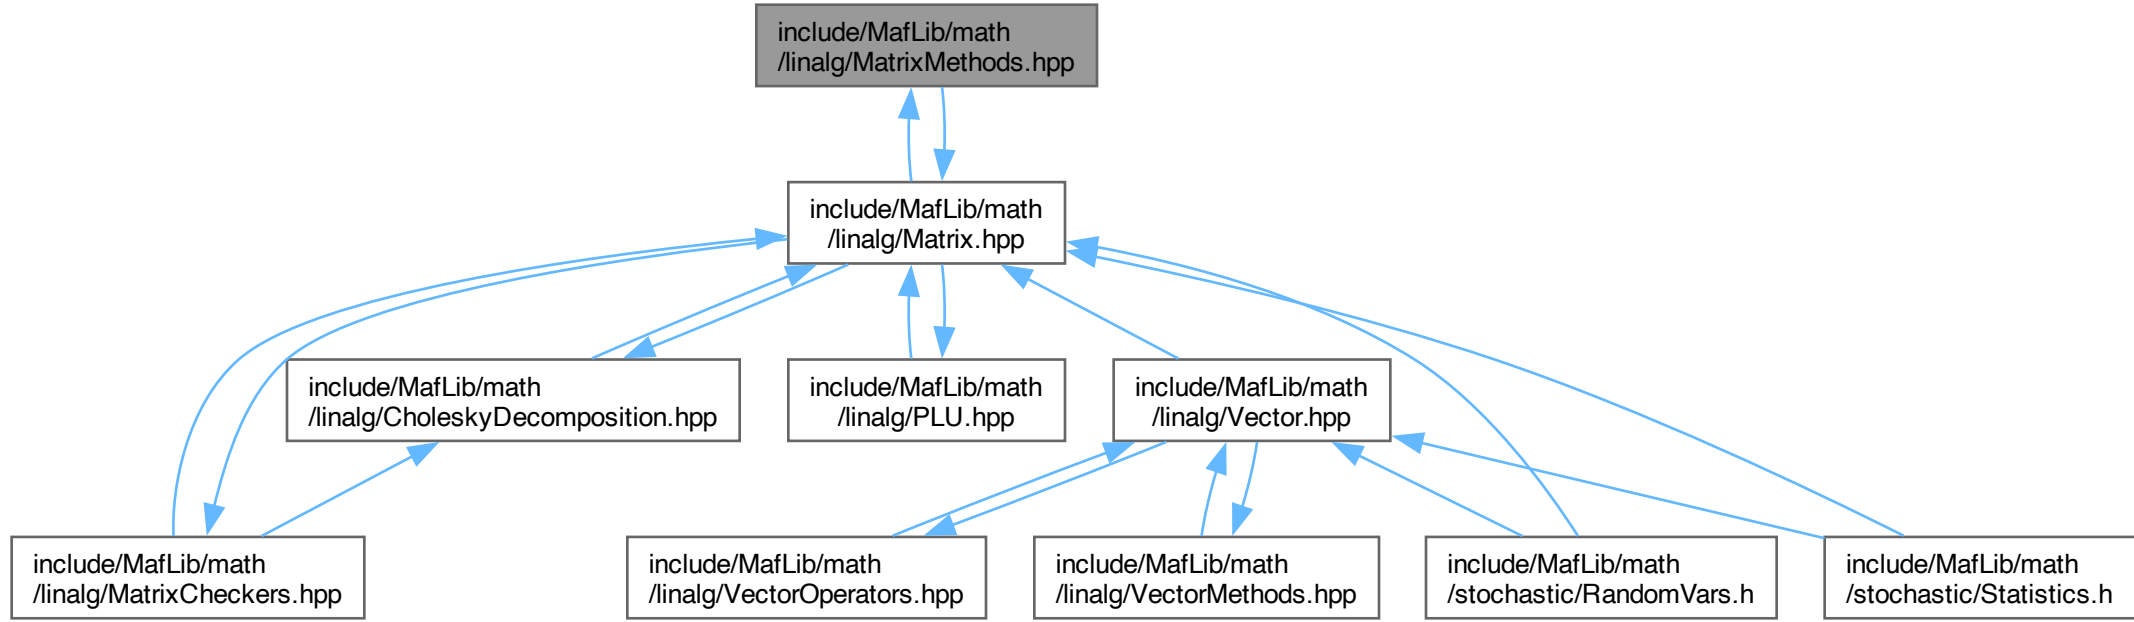 include/MafLib/math
/linalg/MatrixMethods.hpp
include/MafLib/math
/linalg/Matrix.hpp
include/MafLib/math
/linalg/CholeskyDecomposition.hpp
include/MafLib/math
/linalg/PLU.hpp
include/MafLib/math
/linalg/Vector.hpp
include/MafLib/math
/linalg/MatrixCheckers.hpp
include/MafLib/math
/linalg/VectorOperators.hpp
include/MafLib/math
/linalg/VectorMethods.hpp
include/MafLib/math
/stochastic/RandomVars.h
include/MafLib/math
/stochastic/Statistics.h